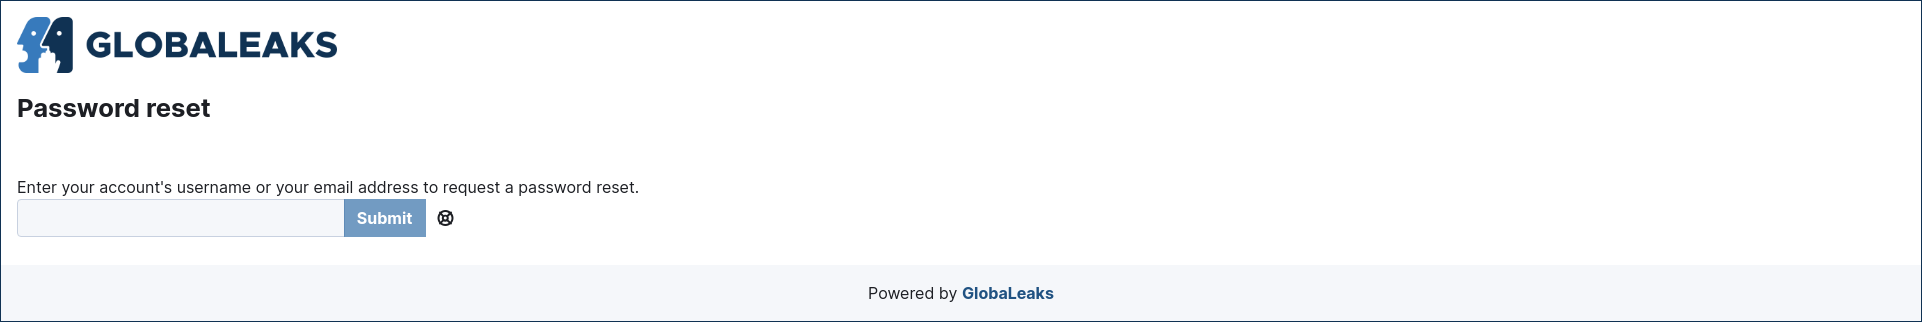 GLOBALEAKS
Password reset
Enter your account's username or your email address to request a password reset.
Submit
Powered by GlobaLeaks